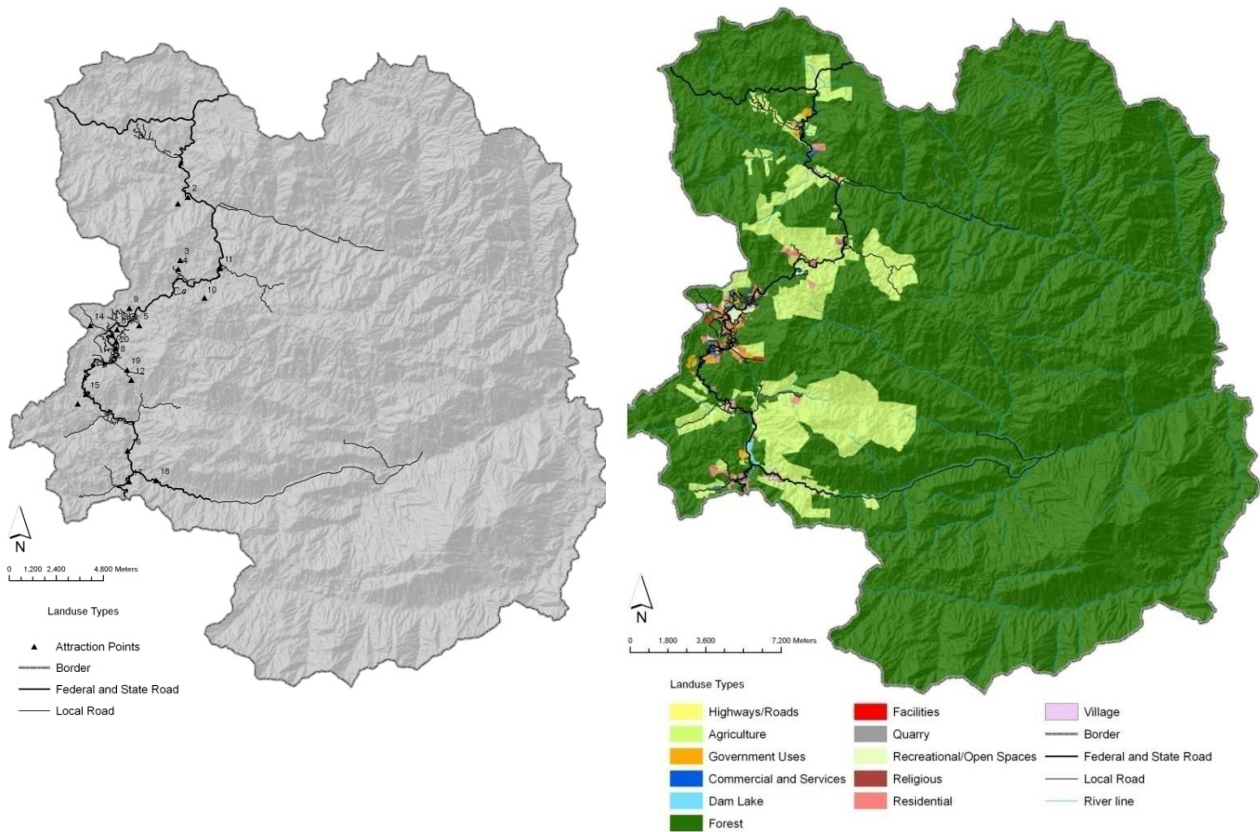 2
3
4
11
10
9
14
5
20
8
19
12
15
18
N
0 1,200 2,400 4,800 Meters
Landuse Types
Attraction Points
Border
Federal and State Road
Local Road
N
0 1,800 3,600 7,200 Meters
Landuse Types
Highways/Roads
Agriculture
Government Uses
Commercial and Services
Dam Lake
Forest
Facilities
Quarry
Recreational/Open Spaces
Religious
Residential
Village
Border
Federal and State Road
Local Road
River line